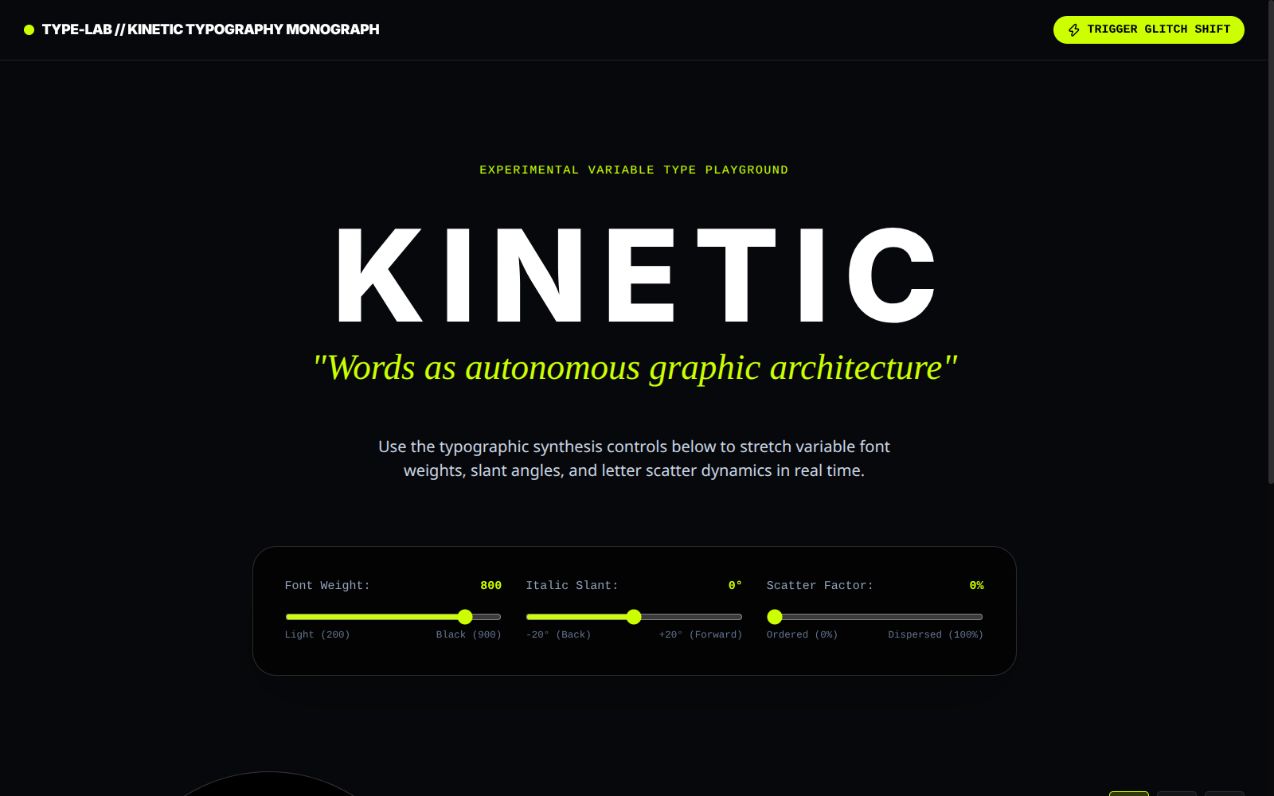 TYPE-LAB // KINETIC TYPOGRAPHY MONOGRAPH
TRIGGER GLITCH SHIFT
EXPERIMENTAL VARIABLE TYPE PLAYGROUND
KINETIC
"Words as autonomous graphic architecture"
Use the typographic synthesis controls below to stretch variable font
weights, slant angles, and letter scatter dynamics in real time.
Font Weight: 800
Light (200) Black (900)
Italic Slant: 0°
-20° (Back) +20° (Forward)
Scatter Factor: 0%
Ordered (0%) Dispersed (100%)